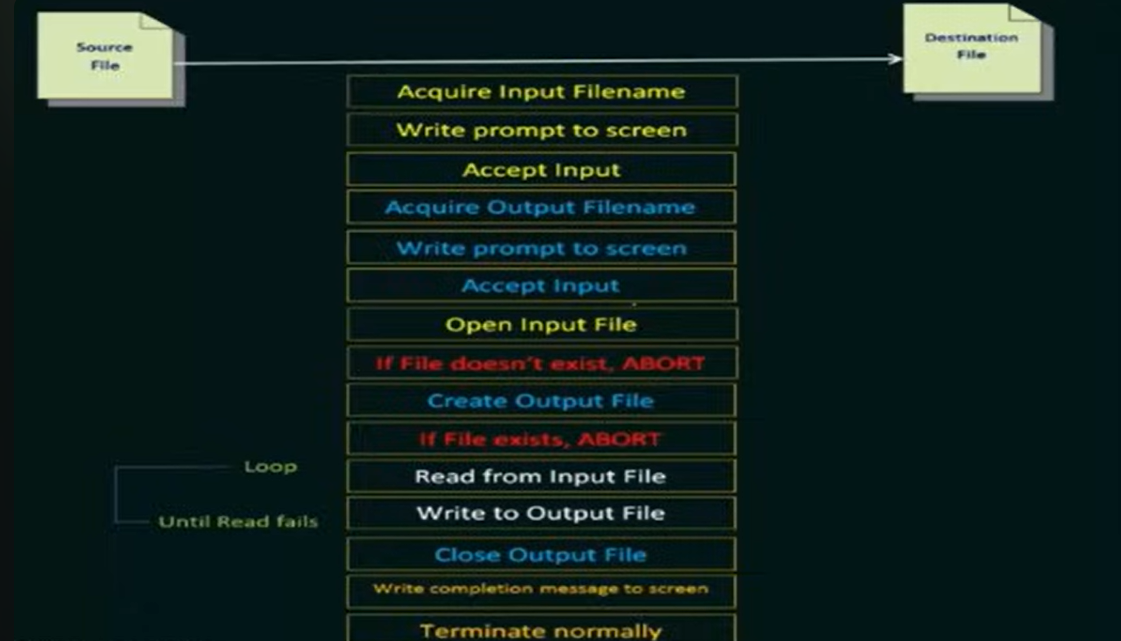 Source
File
Destination
File
Acquire Input Filename
Write prompt to screen
Accept Input
Acquire Output Filename
Write prompt to screen
Accept Input
Open Input File
If File doesn't exist, ABORT
Create Output File
If File exists, ABORT
Loop
Read from Input File
Write to Output File
Until Read fails
Close Output File
Write completion message to screen
Terminate normally